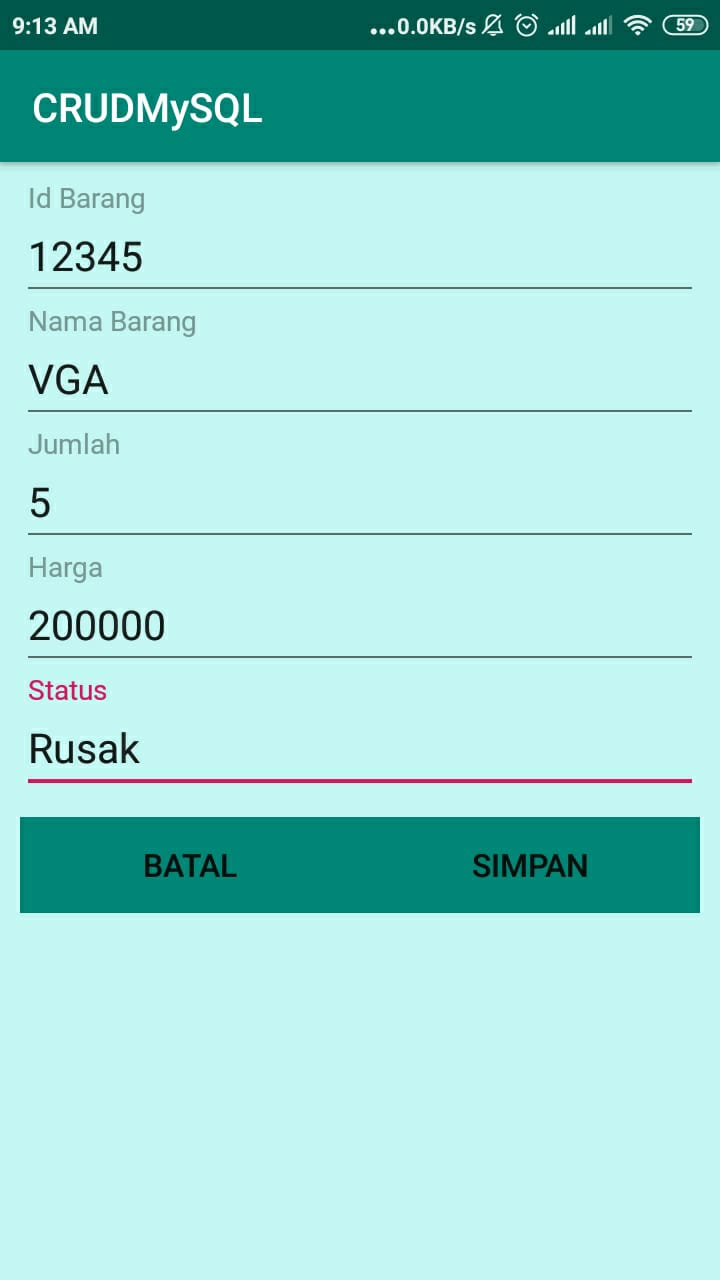 9:13 AM
...0.0KB/s 59
CRUDMySQL
Id Barang
12345
Nama Barang
VGA
Jumlah
5
Harga
200000
Status
Rusak
BATAL SIMPAN